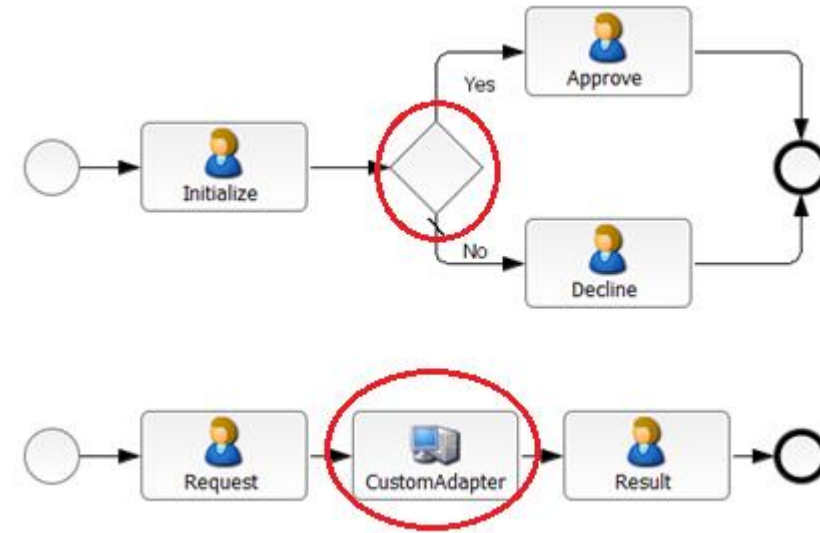 Approve
Yes
Initialize
No
Decline
Request
CustomAdapter
Result